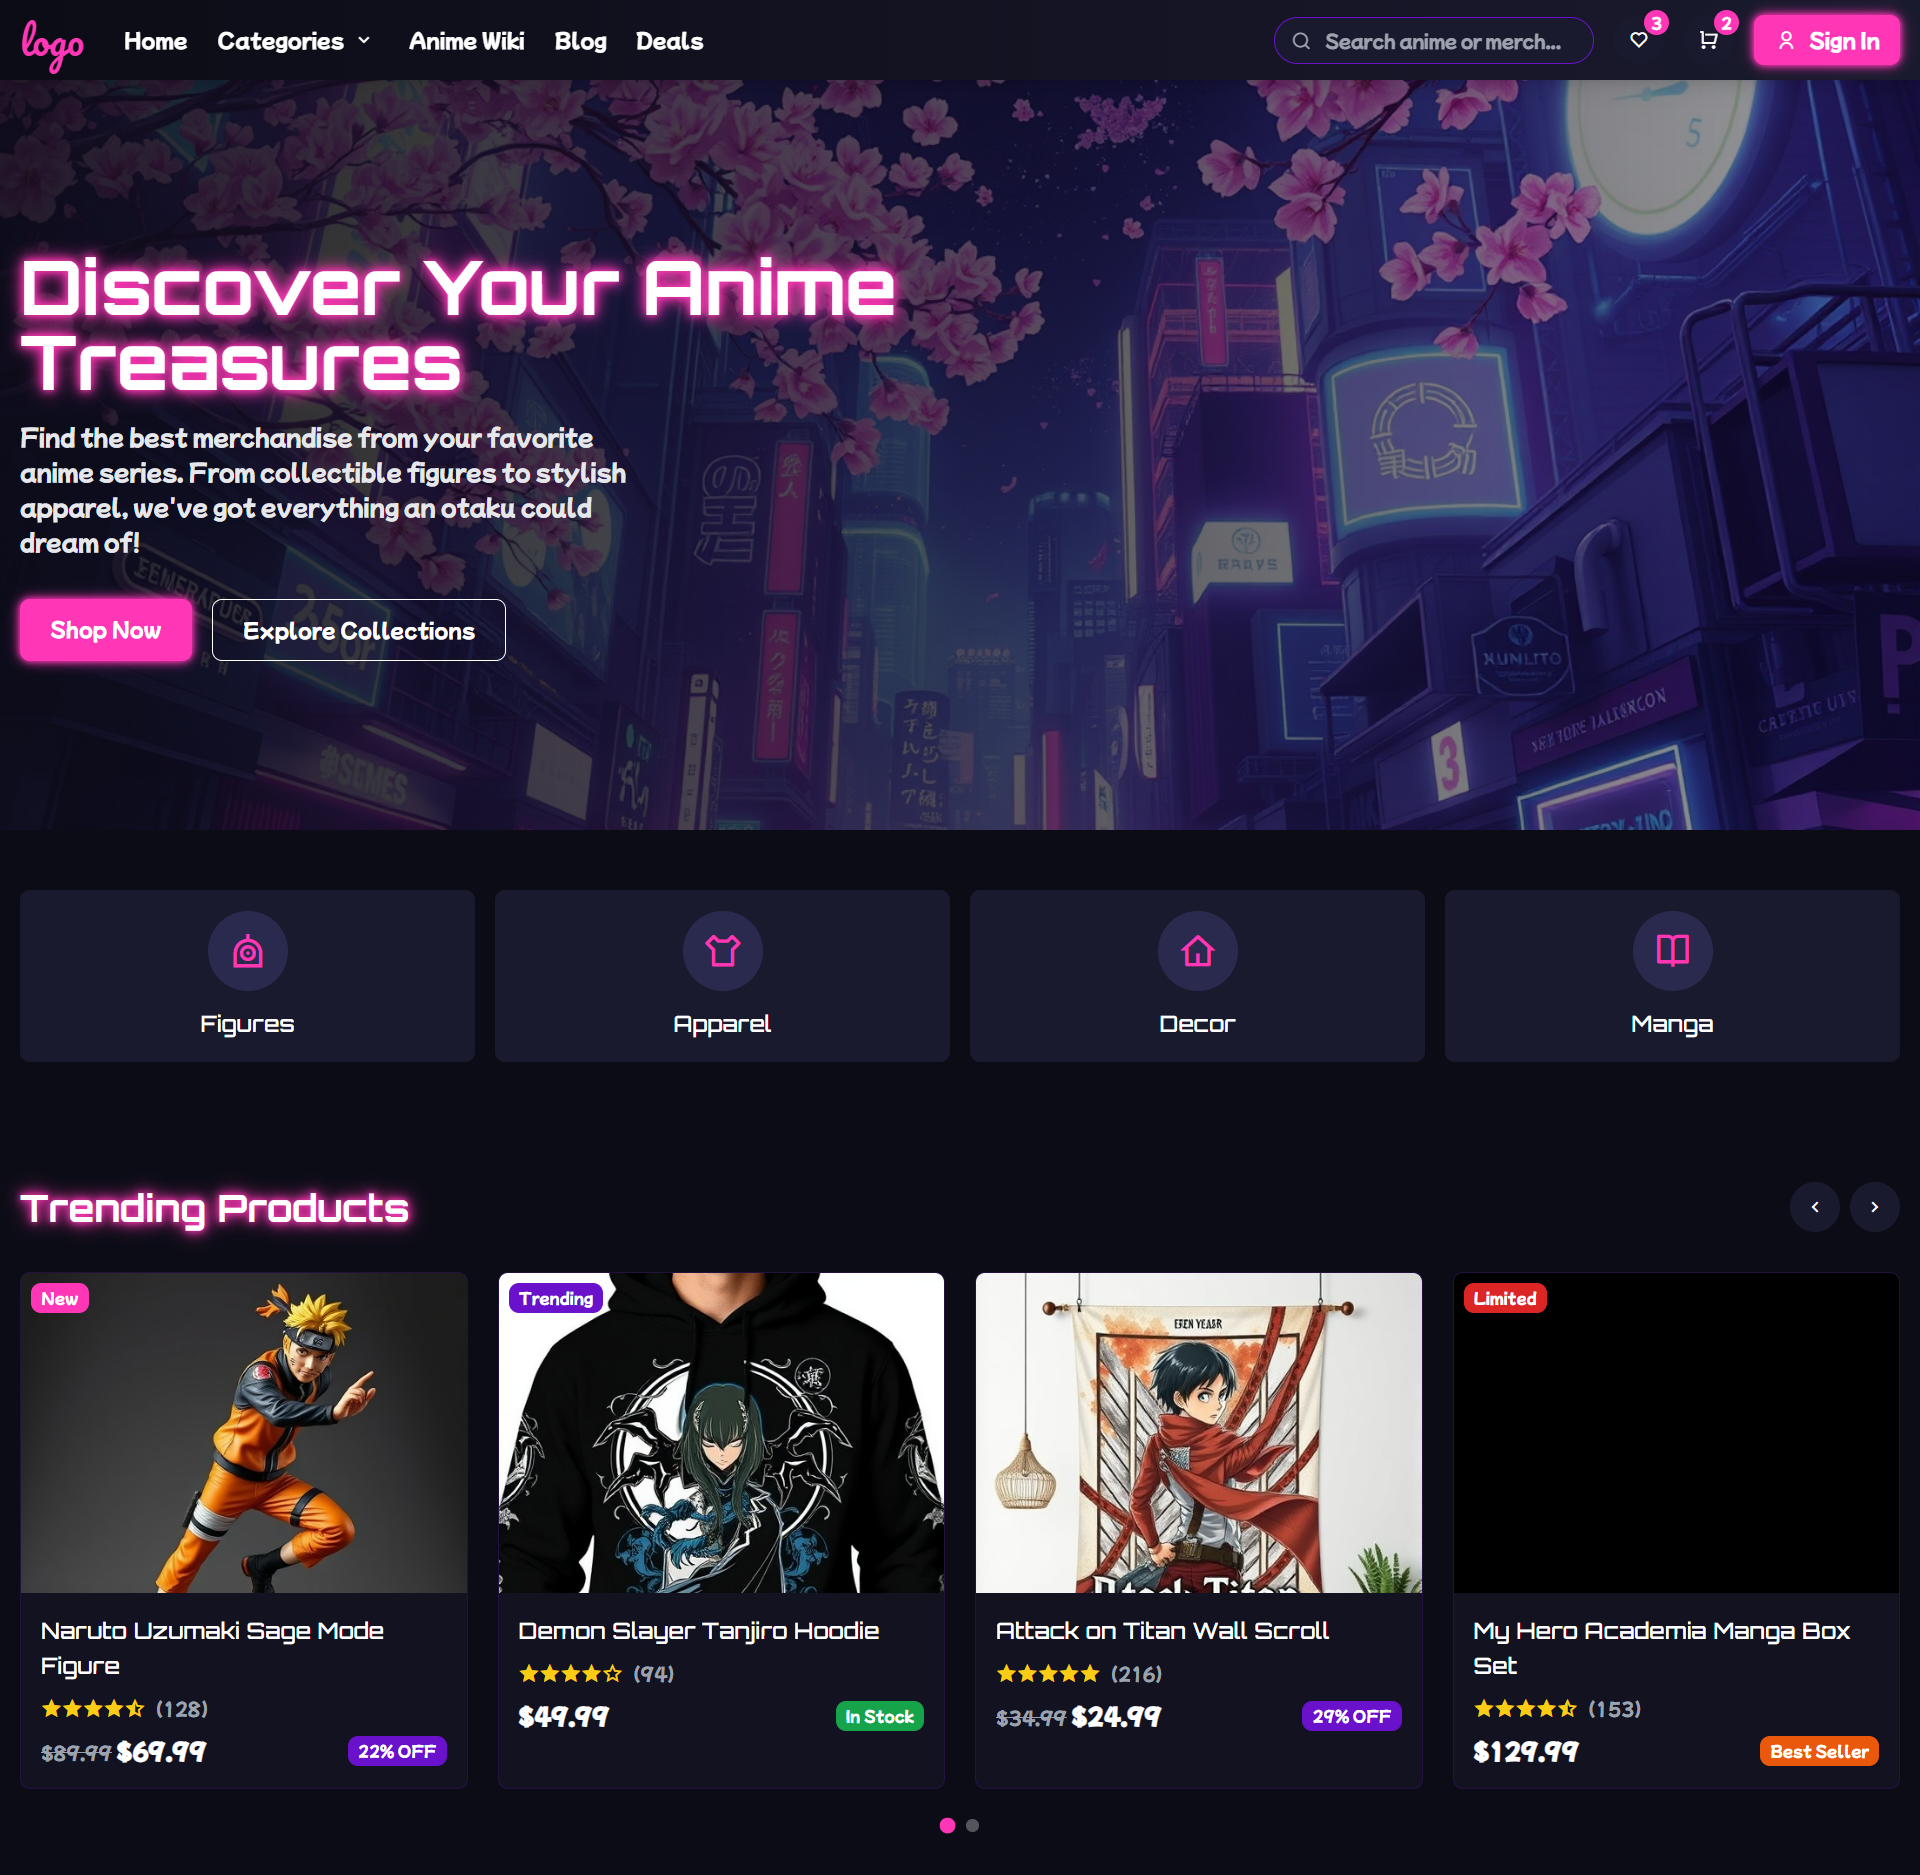 logo
Home
Categories
Anime Wiki
Blog
Deals
Search anime or merch...
3
2
Sign In
5
Discover Your Anime
Treasures
Find the best merchandise from your favorite
anime series. From collectible figures to stylish
apparel, we've got everything an otaku could
dream of!
Shop Now
Explore Collections
XUNLITO
3
P
Figures
Apparel
Decor
Manga
Trending Products
New
Trending
EREN YEABR
Limited
Naruto Uzumaki Sage Mode
Figure
(128)
$89.99 $69.99
22% OFF
Demon Slayer Tanjiro Hoodie
(94)
$49.99
In Stock
Attack on Titan Wall Scroll
(216)
$34.99 $24.99
29% OFF
My Hero Academia Manga Box
Set
(153)
$129.99
Best Seller